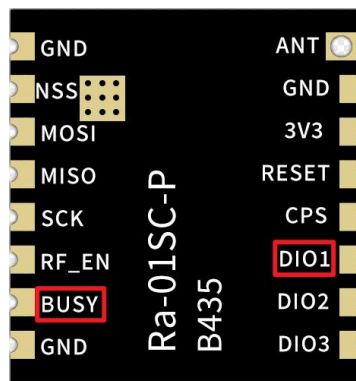 GND
NSS
MOSI
MISO
SCK
RF_EN
BUSY
GND
Ra-01SC-P
B435
ANT
GND
3V3
RESET
CPS
DIO1
DIO2
DIO3